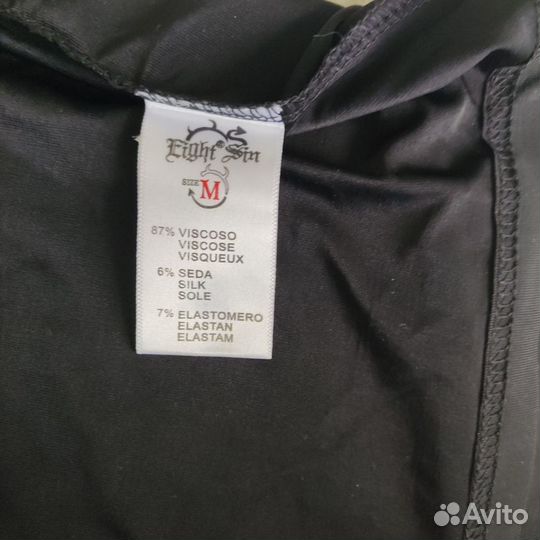 Eight Sin
SIZE M
87% VISCOSO
VISCOSE
VISQUEUX
6% SEDA
SILK
SOLE
7% ELASTOMERO
ELASTAN
ELASTAM
Avito